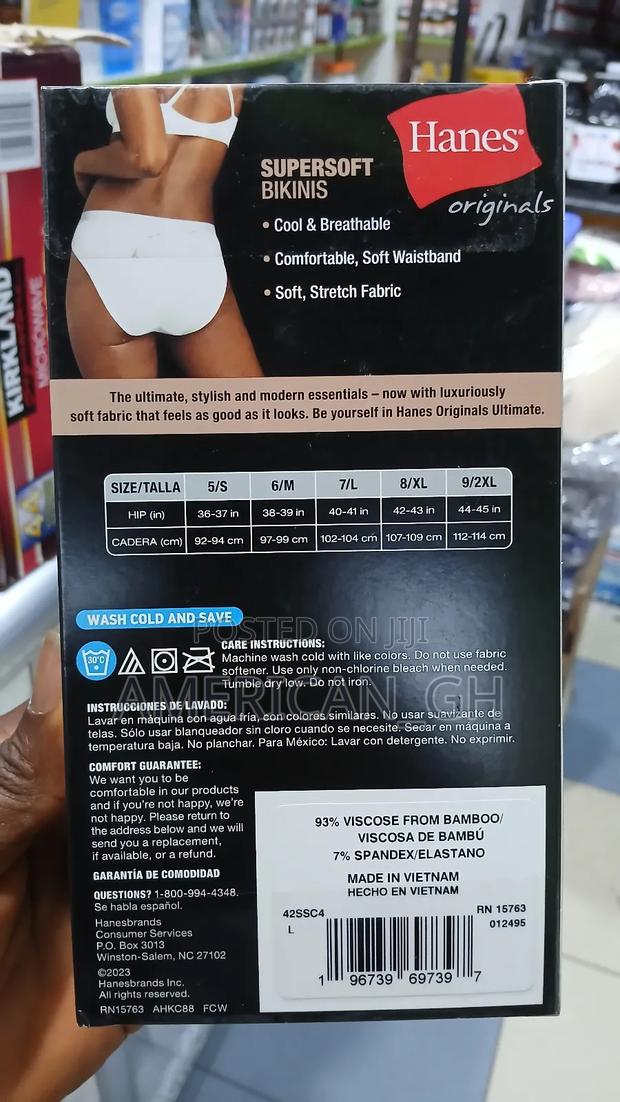 Hanes®
originals
SUPERSOFT
BIKINIS
• Cool & Breathable
• Comfortable, Soft Waistband
• Soft, Stretch Fabric
KIRKLAND
MICROWAVE
The ultimate, stylish and modern essentials – now with luxuriously
soft fabric that feels as good as it looks. Be yourself in Hanes Originals Ultimate.
SIZE/TALLA 5/S 6/M 7/L 8/XL 9/2XL
HIP (in) 36-37 in 38-39 in 40-41 in 42-43 in 44-45 in
CADERA (cm) 92-94 cm 97-99 cm 102-104 cm 107-109 cm 112-114 cm
WASH COLD AND SAVE
POSTED ON JIJI
AMERICAN_GH
30°C
CARE INSTRUCTIONS:
Machine wash cold with like colors. Do not use fabric
softener. Use only non-chlorine bleach when needed.
Tumble dry low. Do not iron.
INSTRUCCIONES DE LAVADO:
Lavar en máquina con agua fría, con colores similares. No usar suavizante de
telas. Sólo usar blanqueador sin cloro cuando se necesite. Secar en máquina a
temperatura baja. No planchar. Para México: Lavar con detergente. No exprimir.
COMFORT GUARANTEE:
We want you to be
comfortable in our products
and if you're not happy, we're
not happy. Please return to
the address below and we will
send you a replacement,
if available, or a refund.
GARANTÍA DE COMODIDAD
QUESTIONS? 1-800-994-4348.
Se habla español.
Hanesbrands
Consumer Services
P.O. Box 3013
Winston-Salem, NC 27102
©2023
Hanesbrands Inc.
All rights reserved.
RN15763 AHKC88 FCW
93% VISCOSE FROM BAMBOO/
VISCOSA DE BAMBÚ
7% SPANDEX/ELASTANO
MADE IN VIETNAM
HECHO EN VIETNAM
42SSC4 RN 15763
L 012495
1 96739 69739 7